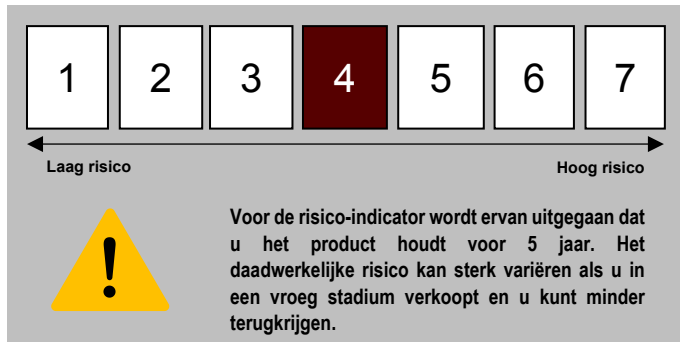 1 2 3 4 5 6 7
Laag risico Hoog risico
Voor de risico-indicator wordt ervan uitgegaan dat
u het product houdt voor 5 jaar. Het
daadwerkelijke risico kan sterk variëren als u in
een vroeg stadium verkoopt en u kunt minder
terugkrijgen.